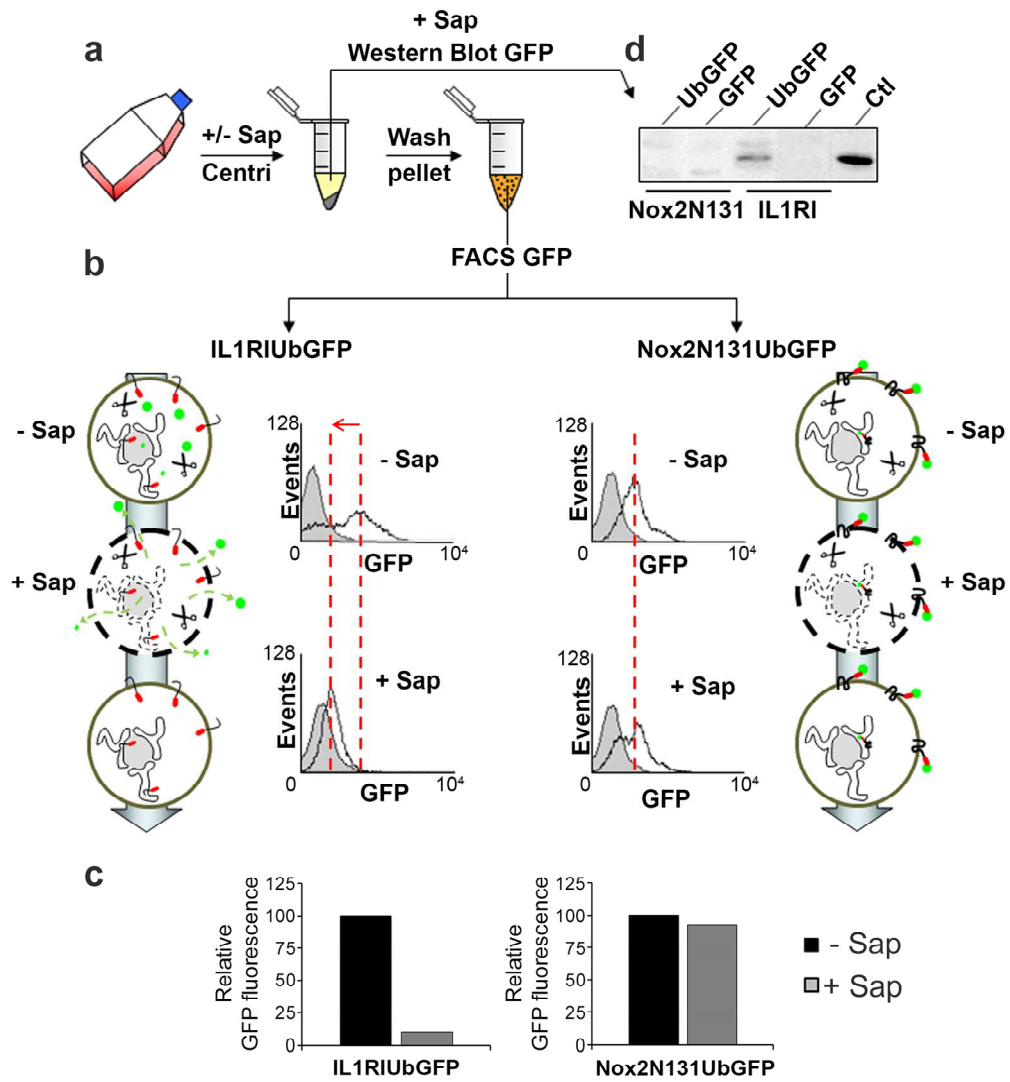 a
+ Sap
Western Blot GFP
+/- Sap
Centri
Wash
pellet
d
UbGFP
GFP
UbGFP
GFP
Ctl
Nox2N131
IL1RI
FACS GFP
b
IL1RIUbGFP
Nox2N131UbGFP
- Sap
128
Events
- Sap
0
GFP
10⁴
128
Events
- Sap
0
GFP
10⁴
- Sap
+ Sap
+ Sap
128
Events
+ Sap
0
GFP
10⁴
128
Events
+ Sap
0
GFP
10⁴
c
Relative
GFP fluorescence
125
100
75
50
25
0
IL1RIUbGFP
Relative
GFP fluorescence
125
100
75
50
25
0
Nox2N131UbGFP
- Sap
+ Sap